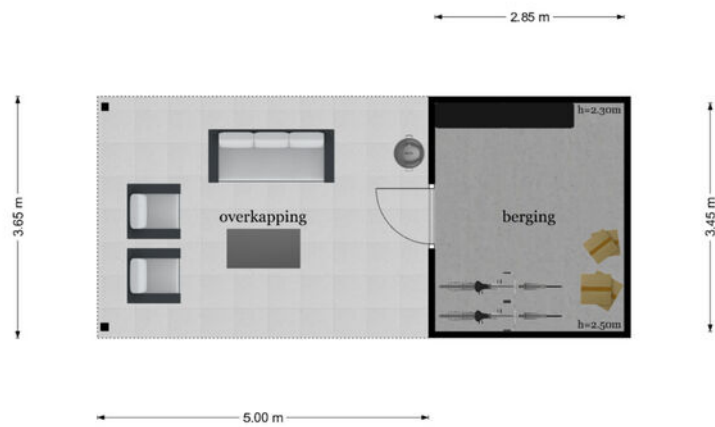 2.85 m
h=2.30m
3.65 m
overkapping
berging
3.45 m
h=2.50m
5.00 m